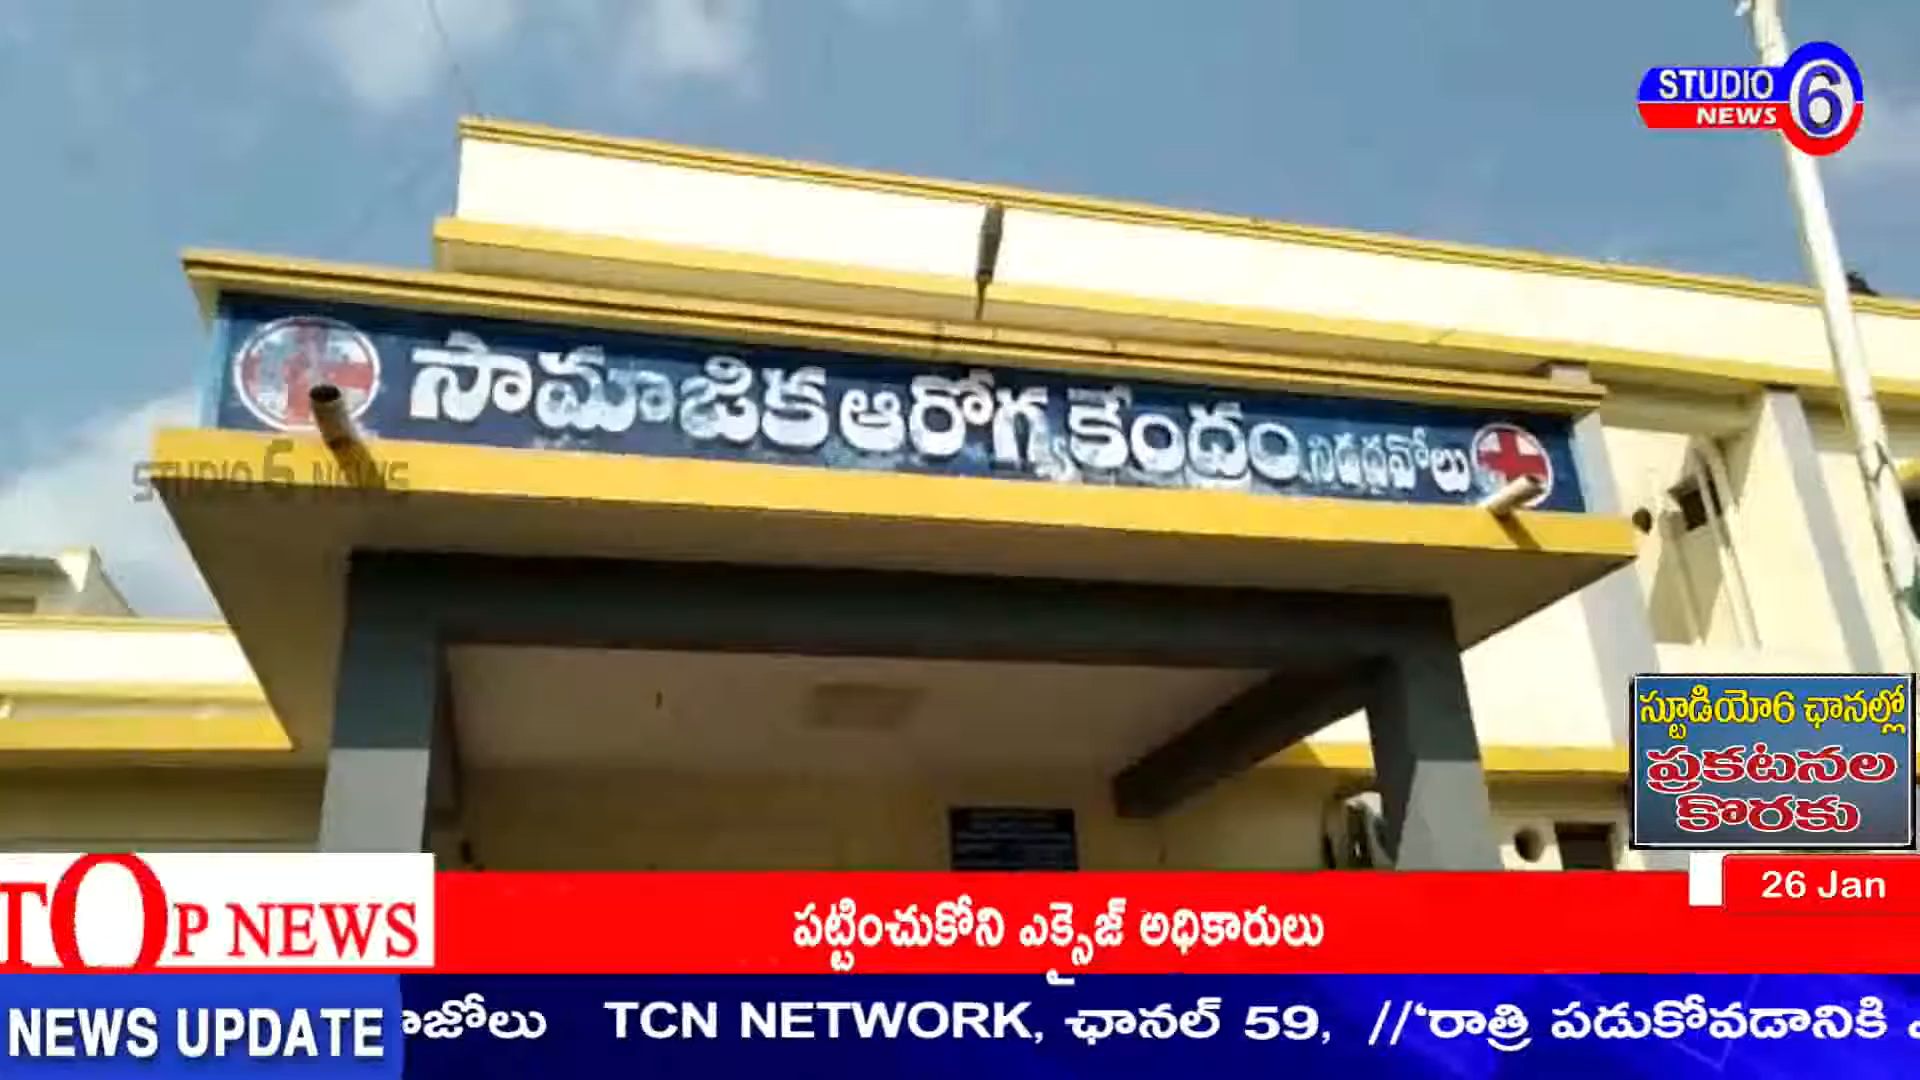 STUDIO 6
NEWS
సామాజిక ఆరోగ్య కేంద్రం నిడదవోలు
STUDIO 6 NEWS
స్టూడియో6 ఛానల్లో
ప్రకటనల
కొరకు
26 Jan
TOP NEWS
పట్టించుకోని ఎక్సైజ్ అధికారులు
NEWS UPDATE
ాజోలు TCN NETWORK, ఛానల్ 59, //‘రాత్రి పడుకోవడానికి